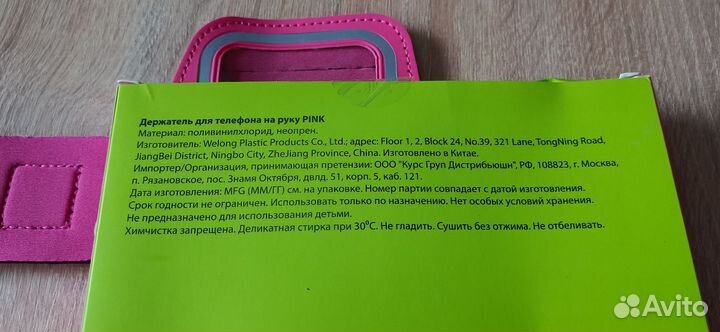 Держатель для телефона на руку PINK
Материал: поливинилхлорид, неопрен.
Изготовитель: Welong Plastic Products Co., Ltd.; адрес: Floor 1, 2, Block 24, No.39, 321 Lane, TongNing Road,
JiangBei District, Ningbo City, ZheJiang Province, China. Изготовлено в Китае.
Импортер/Организация, принимающая претензии: ООО "Курс Груп Дистрибьюшн", РФ, 108823, г. Москва,
п. Рязановское, пос. Знамя Октября, двлд. 51, корп. 5, каб. 121.
Дата изготовления: MFG (ММ/ГГ) см. на упаковке. Номер партии совпадает с датой изготовления.
Срок годности не ограничен. Использовать только по назначению. Нет особых условий хранения.
Не предназначено для использования детьми.
Химчистка запрещена. Деликатная стирка при 30⁰С. Не гладить. Сушить без отжима. Не отбеливать.
Avito